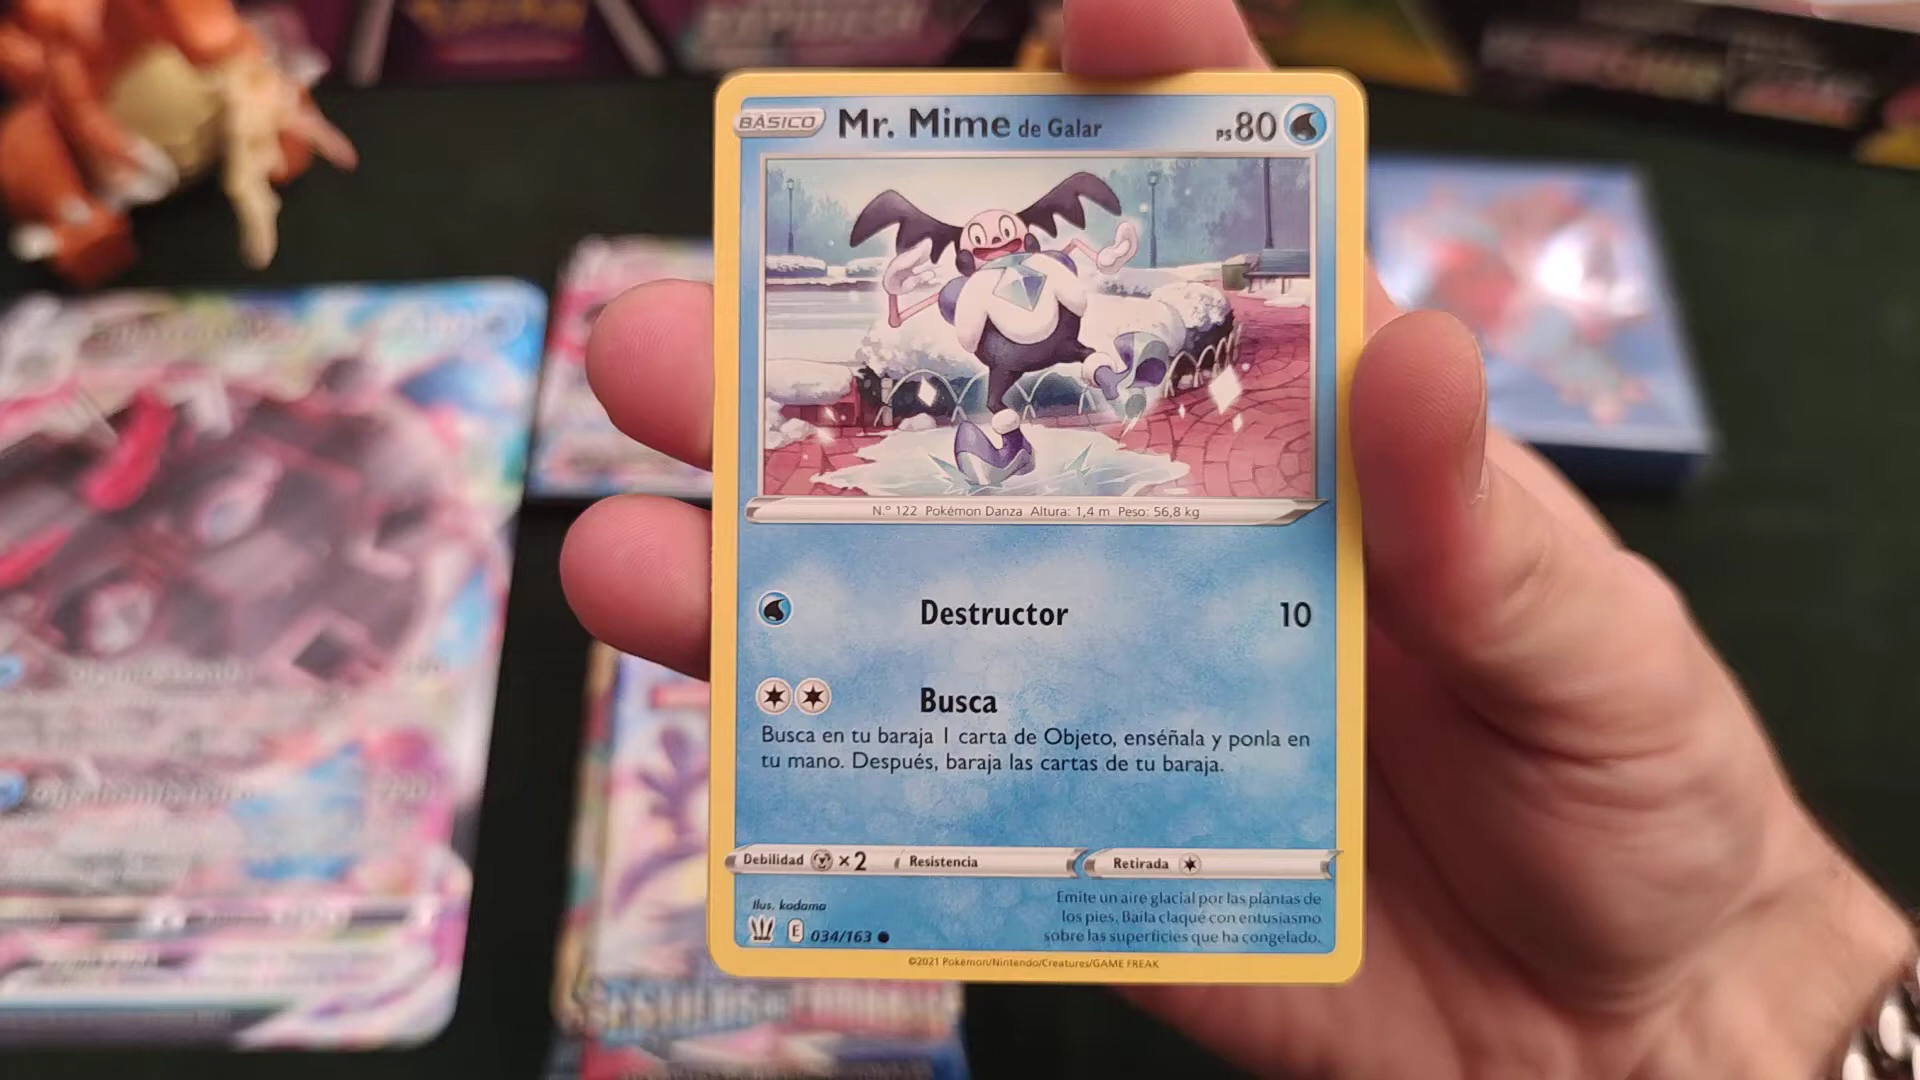 BÁSICO Mr. Mime de Galar PS 80
N.º 122 Pokémon Danza Altura: 1,4 m Peso: 56,8 kg
Destructor 10
Busca
Busca en tu baraja 1 carta de Objeto, enséñala y ponla en
tu mano. Después, baraja las cartas de tu baraja.
Debilidad ×2 Resistencia Retirada
Ilus. kodama
E 034/163
Emite un aire glacial por las plantas de
los pies. Baila claqué con entusiasmo
sobre las superficies que ha congelado.
©2021 Pokémon/Nintendo/Creatures/GAME FREAK